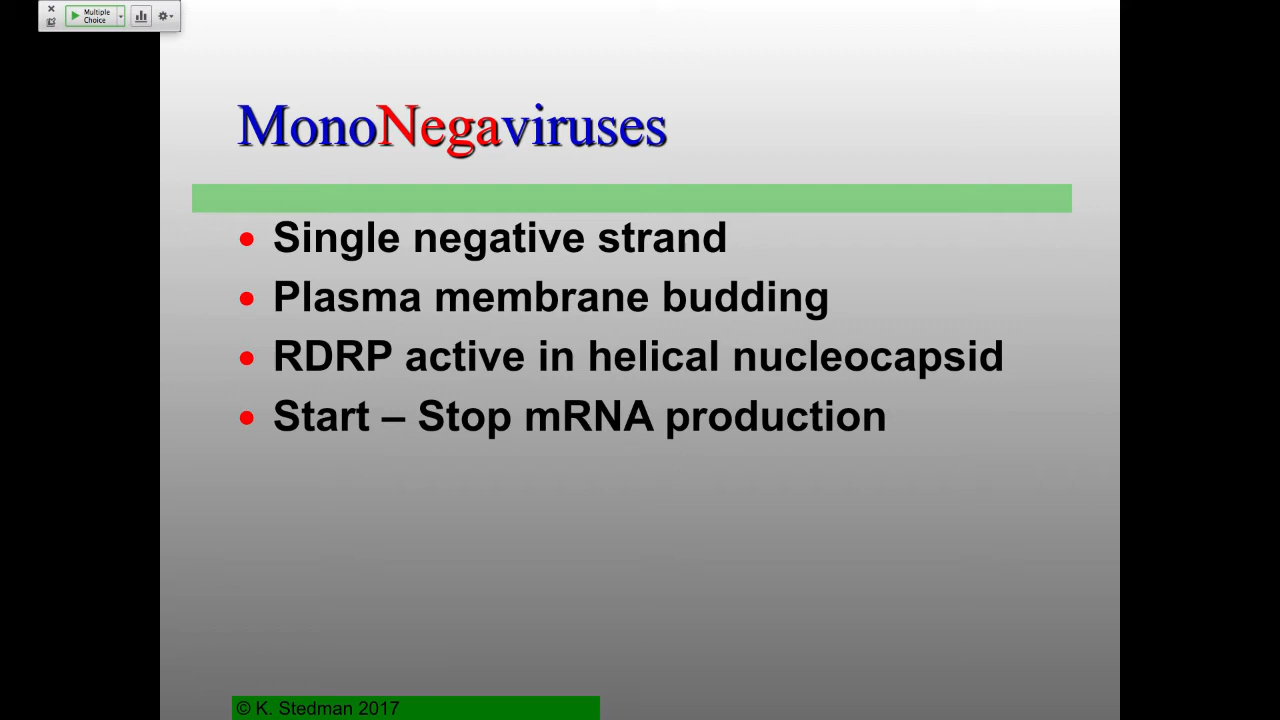 Multiple
Choice
MonoNegaviruses
Single negative strand
Plasma membrane budding
RDRP active in helical nucleocapsid
Start – Stop mRNA production
© K. Stedman 2017